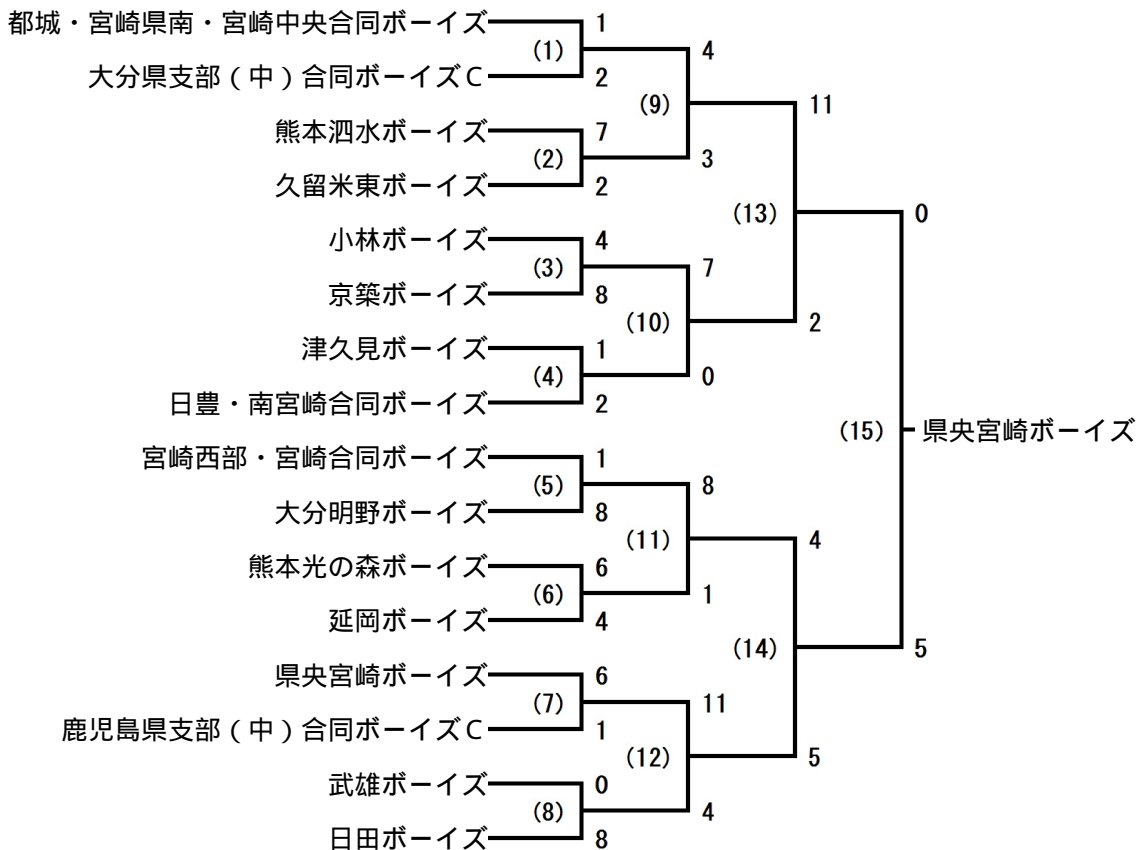 都城・宮崎県南・宮崎中央合同ボーイズ 1
(1) 4
大分県支部(中)合同ボーイズC 2
(9) 11
熊本泗水ボーイズ 7
(2) 3
久留米東ボーイズ 2
(13) 0
小林ボーイズ 4
(3) 7
京築ボーイズ 8
(10) 2
津久見ボーイズ 1
(4) 0
日豊・南宮崎合同ボーイズ 2
(15) 県央宮崎ボーイズ
宮崎西部・宮崎合同ボーイズ 1
(5) 8
大分明野ボーイズ 8
(11) 4
熊本光の森ボーイズ 6
(6) 1
延岡ボーイズ 4
(14) 5
県央宮崎ボーイズ 6
(7) 11
鹿児島県支部(中)合同ボーイズC 1
(12) 5
武雄ボーイズ 0
(8) 4
日田ボーイズ 8